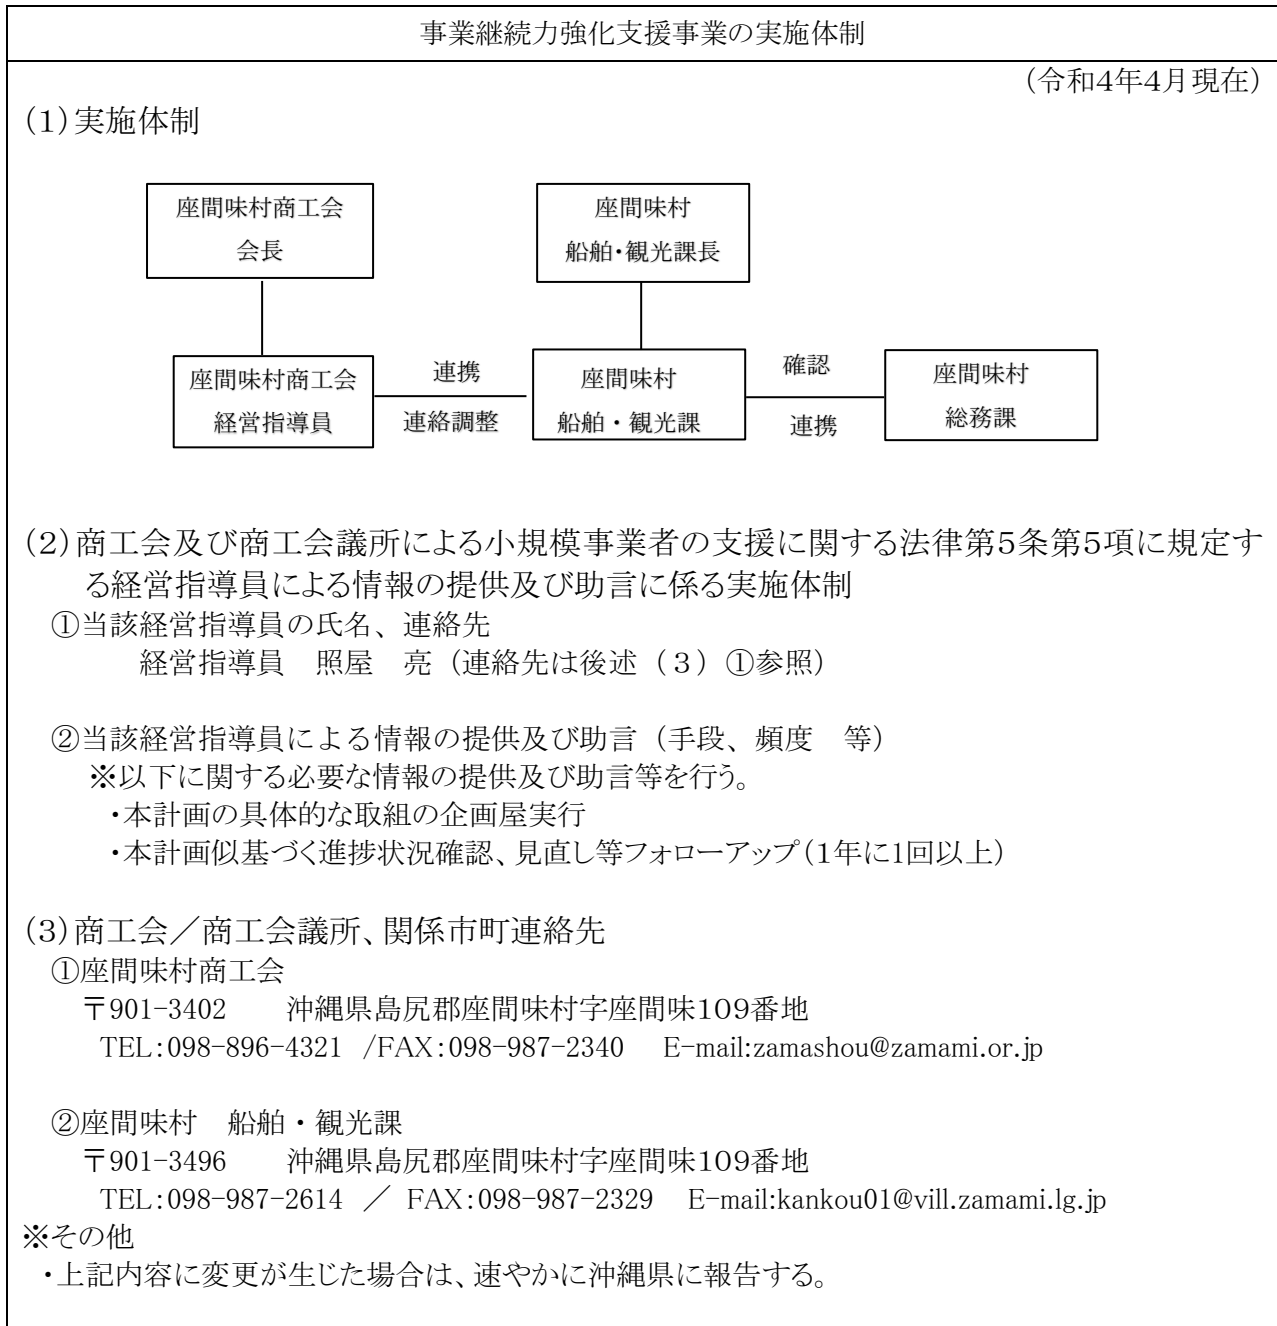 事業継続力強化支援事業の実施体制
（令和4年4月現在）
（1）実施体制
座間味村商工会
会長
座間味村
船舶・観光課長
座間味村商工会
経営指導員
連携
連絡調整
座間味村
船舶・観光課
確認
連携
座間味村
総務課
（2）商工会及び商工会議所による小規模事業者の支援に関する法律第5条第5項に規定す
る経営指導員による情報の提供及び助言に係る実施体制
①当該経営指導員の氏名、連絡先
経営指導員　照屋　亮（連絡先は後述（3）①参照）
②当該経営指導員による情報の提供及び助言（手段、頻度　等）
※以下に関する必要な情報の提供及び助言等を行う。
・本計画の具体的な取組の企画屋実行
・本計画似基づく進捗状況確認、見直し等フォローアップ（1年に1回以上）
（3）商工会／商工会議所、関係市町連絡先
①座間味村商工会
〒901-3402　　沖縄県島尻郡座間味村字座間味109番地
TEL：098-896-4321 /FAX：098-987-2340　E-mail:zamashou@zamami.or.jp
②座間味村　船舶・観光課
〒901-3496　　沖縄県島尻郡座間味村字座間味109番地
TEL：098-987-2614 ／ FAX：098-987-2329　E-mail:kankou01@vill.zamami.lg.jp
※その他
・上記内容に変更が生じた場合は、速やかに沖縄県に報告する。